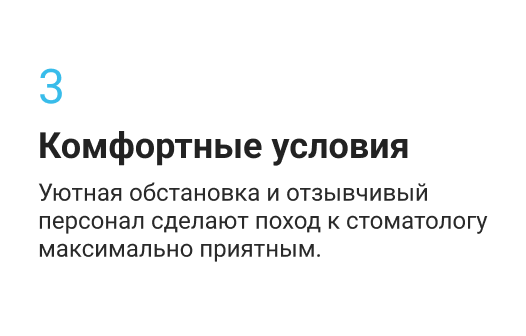 3
Комфортные условия
Уютная обстановка и отзывчивый
персонал сделают поход к стоматологу
максимально приятным.